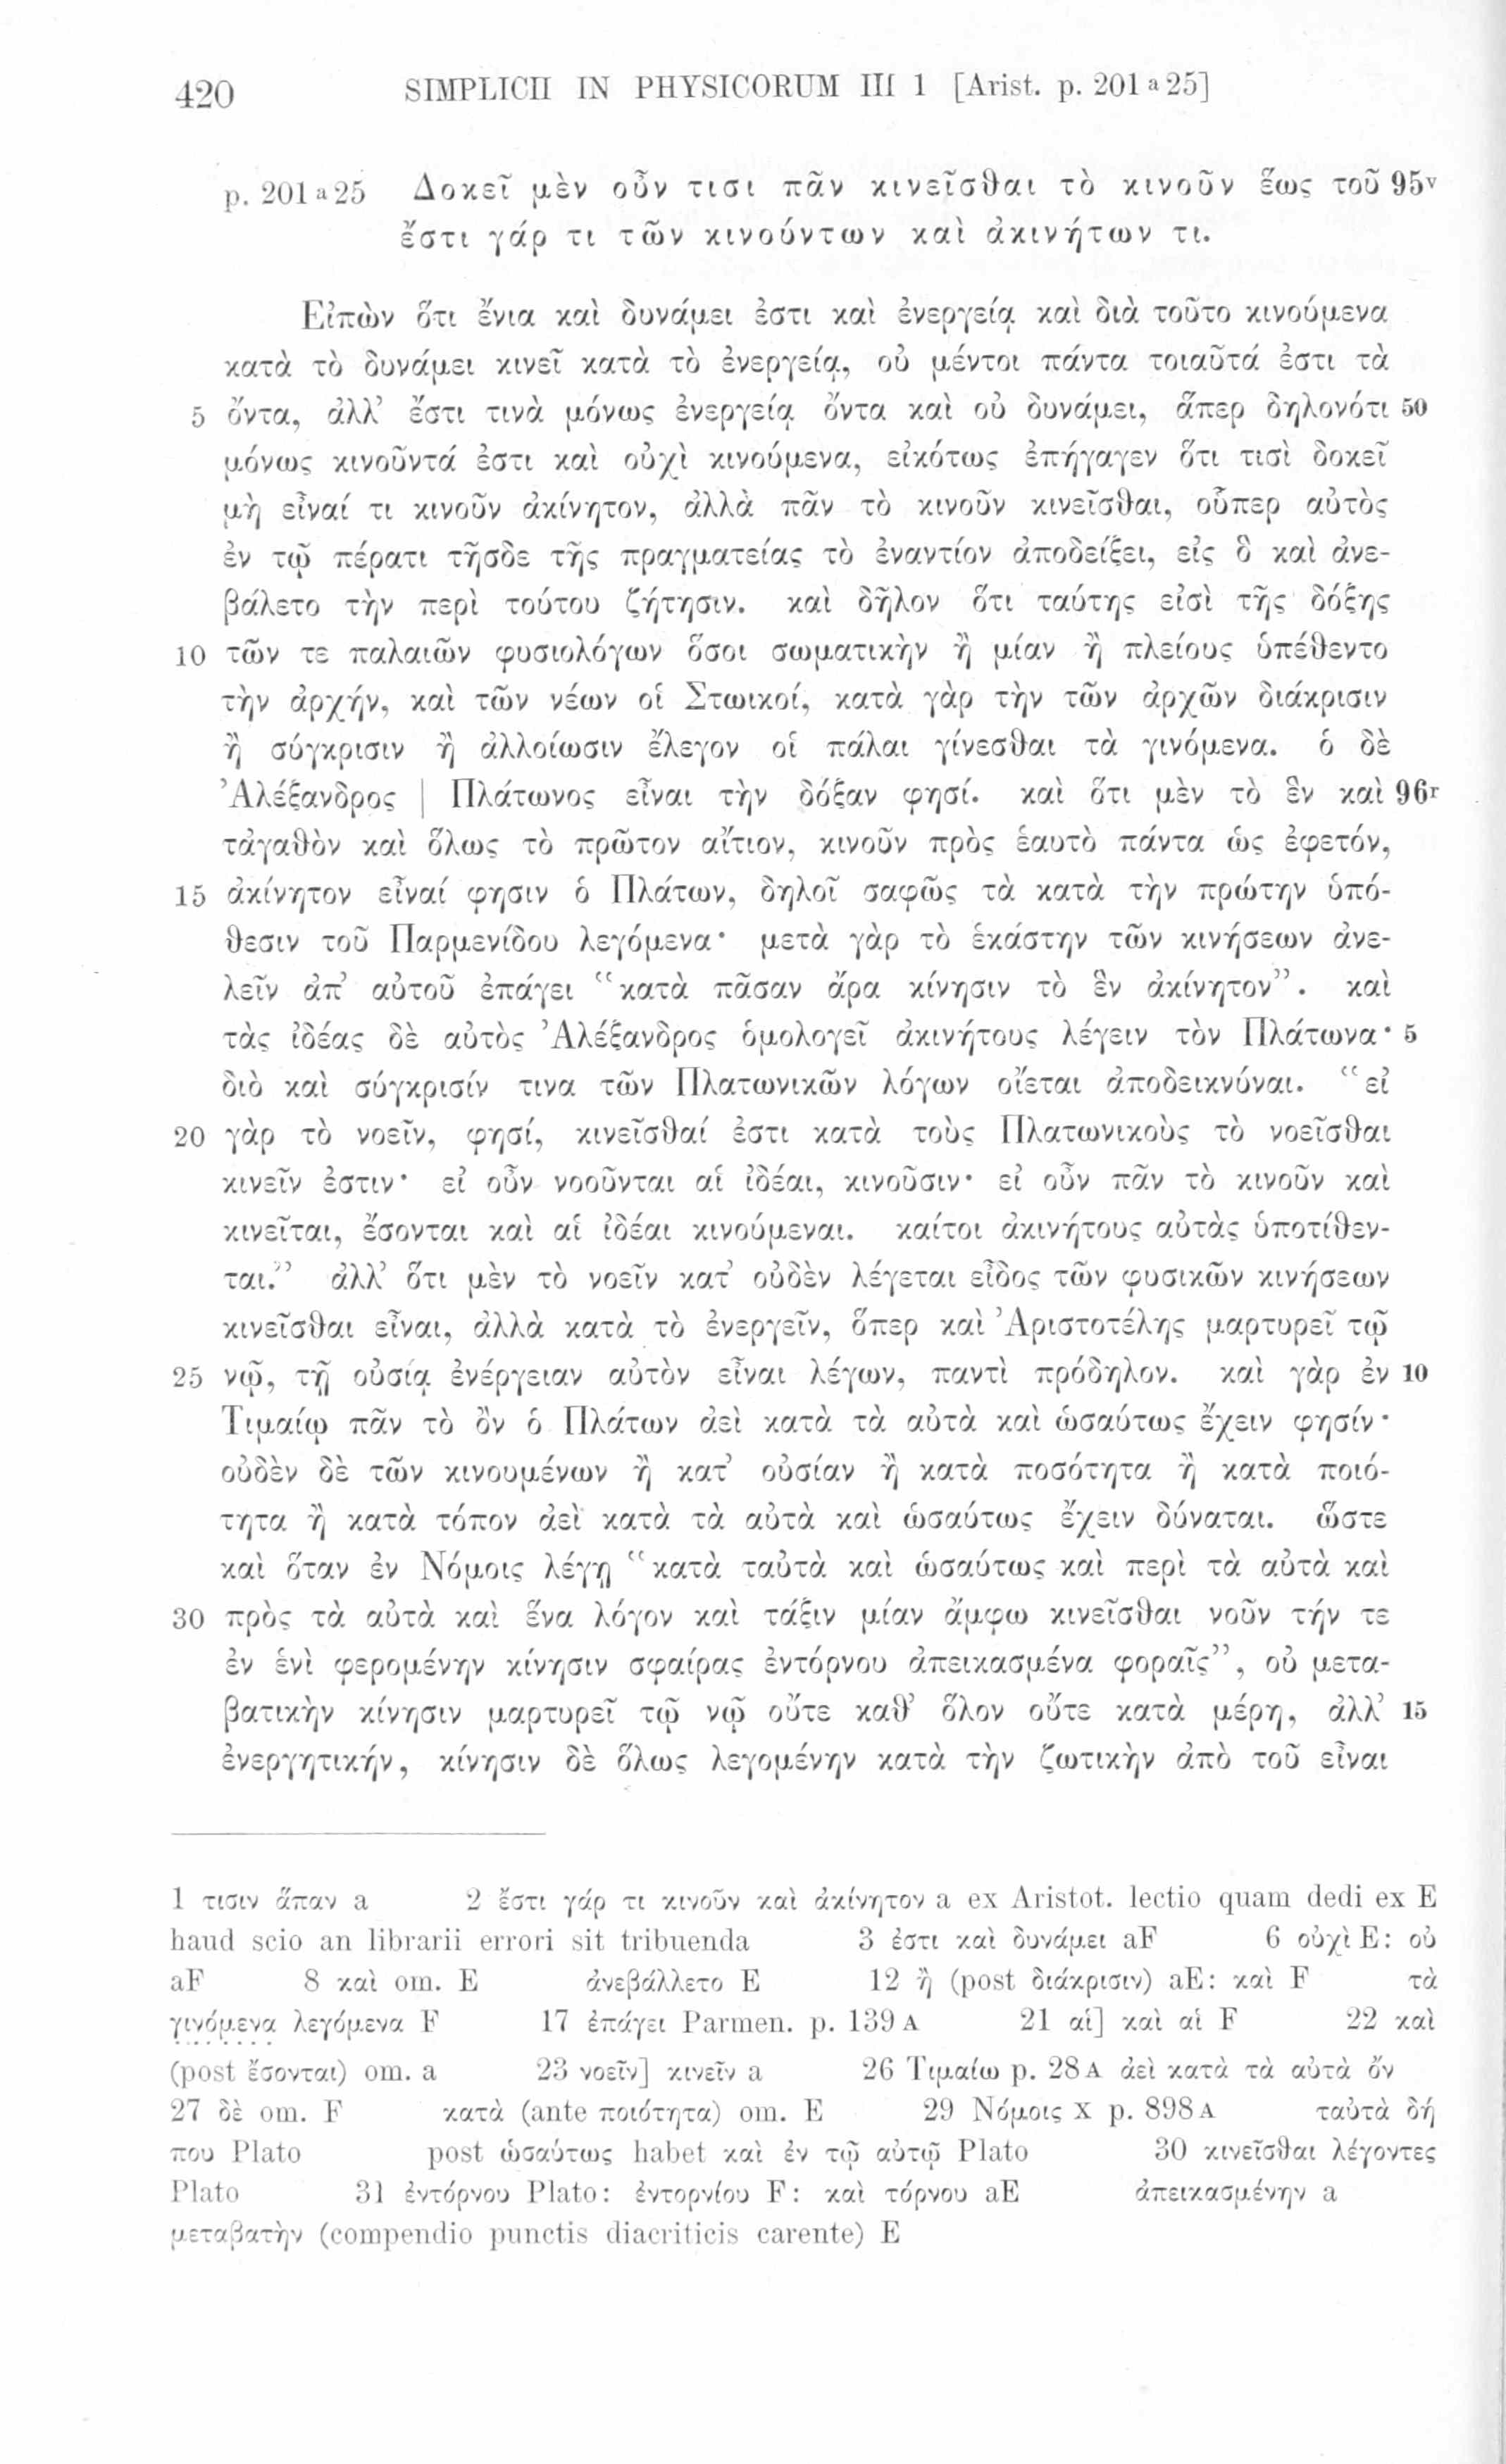 420 SIMPLICII IN PHYSICORUM III 1 [Arist. p. 201 a 25]
p. 201 a 25 Δοκεῖ μὲν οὖν τισι πᾶν κινεῖσθαι τὸ κινοῦν ἕως τοῦ 95v
ἔστι γάρ τι τῶν κινούντων καὶ ἀκινήτων τι.
Εἰπὼν ὅτι ἔνια καὶ δυνάμει ἐστι καὶ ἐνεργείᾳ καὶ διὰ τοῦτο κινούμενα
κατὰ τὸ δυνάμει κινεῖ κατὰ τὸ ἐνεργείᾳ, οὐ μέντοι πάντα τοιαῦτά ἐστι τὰ
5 ὄντα, ἀλλ’ ἔστι τινὰ μόνως ἐνεργείᾳ ὄντα καὶ οὐ δυνάμει, ἅπερ δηλονότι 50
μόνως κινοῦντά ἐστι καὶ οὐχὶ κινούμενα, εἰκότως ἐπήγαγεν ὅτι τισὶ δοκεῖ
μὴ εἶναί τι κινοῦν ἀκίνητον, ἀλλὰ πᾶν τὸ κινοῦν κινεῖσθαι, οὗπερ αὐτὸς
ἐν τῷ πέρατι τῆσδε τῆς πραγματείας τὸ ἐναντίον ἀποδείξει, εἰς ὃ καὶ ἀνε-
βάλετο τὴν περὶ τούτου ζήτησιν. καὶ δῆλον ὅτι ταύτης εἰσὶ τῆς δόξης
10 τῶν τε παλαιῶν φυσιολόγων ὅσοι σωματικὴν ἢ μίαν ἢ πλείους ὑπέθεντο
τὴν ἀρχήν, καὶ τῶν νέων οἱ Στωικοί, κατὰ γὰρ τὴν τῶν ἀρχῶν διάκρισιν
ἢ σύγκρισιν ἢ ἀλλοίωσιν ἔλεγον οἱ πάλαι γίνεσθαι τὰ γινόμενα. ὁ δὲ
Ἀλέξανδρος | Πλάτωνος εἶναι τὴν δόξαν φησί. καὶ ὅτι μὲν τὸ ἓν καὶ 96r
τἀγαθὸν καὶ ὅλως τὸ πρῶτον αἴτιον, κινοῦν πρὸς ἑαυτὸ πάντα ὡς ἐφετόν,
15 ἀκίνητον εἶναί φησιν ὁ Πλάτων, δηλοῖ σαφῶς τὰ κατὰ τὴν πρώτην ὑπό-
θεσιν τοῦ Παρμενίδου λεγόμενα· μετὰ γὰρ τὸ ἑκάστην τῶν κινήσεων ἀνε-
λεῖν ἀπ’ αὐτοῦ ἐπάγει “κατὰ πᾶσαν ἄρα κίνησιν τὸ ἓν ἀκίνητον”. καὶ
τὰς ἰδέας δὲ αὐτὸς Ἀλέξανδρος ὁμολογεῖ ἀκινήτους λέγειν τὸν Πλάτωνα· 5
διὸ καὶ σύγκρισίν τινα τῶν Πλατωνικῶν λόγων οἴεται ἀποδεικνύναι. “εἰ
20 γὰρ τὸ νοεῖν, φησί, κινεῖσθαί ἐστι κατὰ τοὺς Πλατωνικοὺς τὸ νοεῖσθαι
κινεῖν ἐστιν· εἰ οὖν νοοῦνται αἱ ἰδέαι, κινοῦσιν· εἰ οὖν πᾶν τὸ κινοῦν καὶ
κινεῖται, ἔσονται καὶ αἱ ἰδέαι κινούμεναι. καίτοι ἀκινήτους αὐτὰς ὑποτίθεν-
ται.” ἀλλ’ ὅτι μὲν τὸ νοεῖν κατ’ οὐδὲν λέγεται εἶδος τῶν φυσικῶν κινήσεων
κινεῖσθαι εἶναι, ἀλλὰ κατὰ τὸ ἐνεργεῖν, ὅπερ καὶ Ἀριστοτέλης μαρτυρεῖ τῷ
25 νῷ, τῇ οὐσίᾳ ἐνέργειαν αὐτὸν εἶναι λέγων, παντὶ πρόδηλον. καὶ γὰρ ἐν 10
Τιμαίῳ πᾶν τὸ ὂν ὁ Πλάτων ἀεὶ κατὰ τὰ αὐτὰ καὶ ὡσαύτως ἔχειν φησίν·
οὐδὲν δὲ τῶν κινουμένων ἢ κατ’ οὐσίαν ἢ κατὰ ποσότητα ἢ κατὰ ποιό-
τητα ἢ κατὰ τόπον ἀεὶ κατὰ τὰ αὐτὰ καὶ ὡσαύτως ἔχειν δύναται. ὥστε
καὶ ὅταν ἐν Νόμοις λέγῃ “κατὰ ταὐτὰ καὶ ὡσαύτως καὶ περὶ τὰ αὐτὰ καὶ
30 πρὸς τὰ αὐτὰ καὶ ἕνα λόγον καὶ τάξιν μίαν ἄμφω κινεῖσθαι νοῦν τήν τε
ἐν ἑνὶ φερομένην κίνησιν σφαίρας ἐντόρνου ἀπεικασμένα φοραῖς”, οὐ μετα-
βατικὴν κίνησιν μαρτυρεῖ τῷ νῷ οὔτε καθ’ ὅλον οὔτε κατὰ μέρη, ἀλλ’ 15
ἐνεργητικήν, κίνησιν δὲ ὅλως λεγομένην κατὰ τὴν ζωτικὴν ἀπὸ τοῦ εἶναι
1 τισιν ἅπαν a 2 ἔστι γάρ τι κινοῦν καὶ ἀκίνητον a ex Aristot. lectio quam dedi ex E
haud scio an librarii errori sit tribuenda 3 ἐστι καὶ δυνάμει aF 6 οὐχὶ E: οὐ
aF 8 καὶ om. E ἀνεβάλλετο E 12 ἢ (post διάκρισιν) aE: καὶ F τὰ
γινόμενα λεγόμενα F 17 ἐπάγει Parmen. p. 139 A 21 αἱ] καὶ αἱ F 22 καὶ
(post ἔσονται) om. a 23 νοεῖν] κινεῖν a 26 Τιμαίω p. 28 A ἀεὶ κατὰ τὰ αὐτὰ ὄν
27 δὲ om. F κατὰ (ante ποιότητα) om. E 29 Νόμοις X p. 898 A ταὐτὰ δή
που Plato post ὡσαύτως habet καὶ ἐν τῷ αὐτῷ Plato 30 κινεῖσθαι λέγοντες
Plato 31 ἐντόρνου Plato: ἐντορνίου F: καὶ τόρνου aE ἀπεικασμένην a
μεταβατὴν (compendio punctis diacriticis carente) E